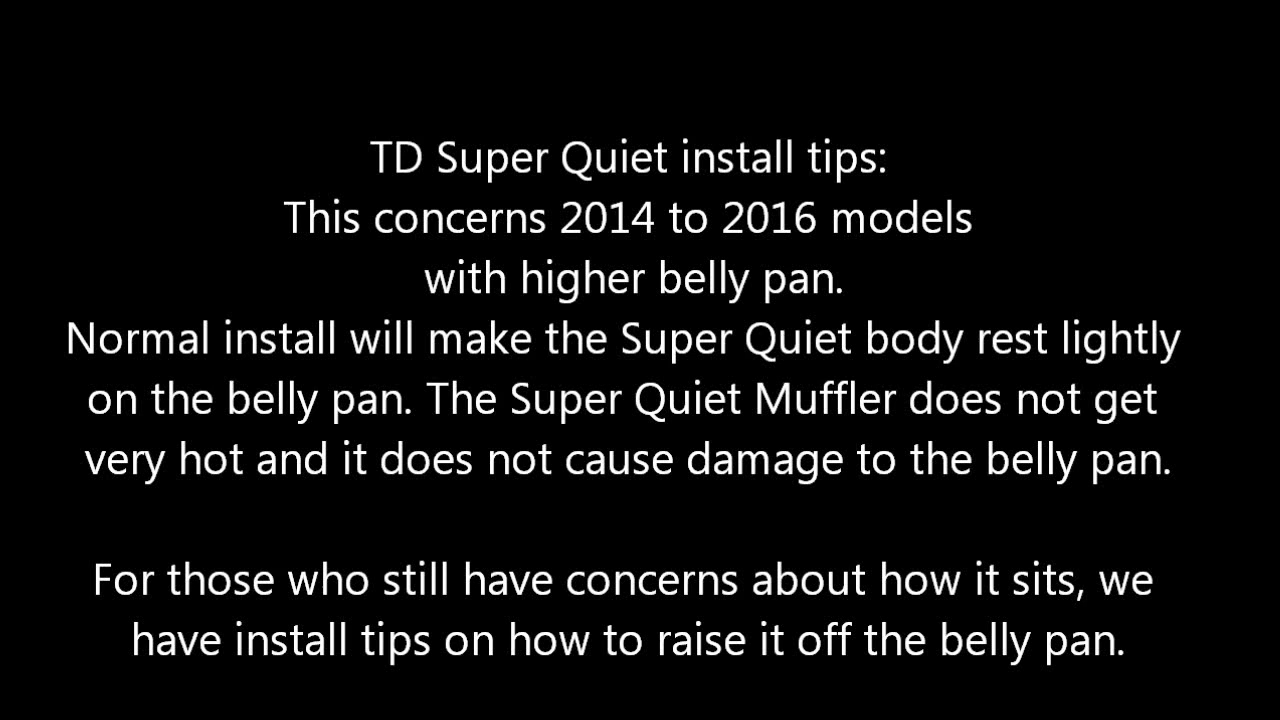 TD Super Quiet install tips:
This concerns 2014 to 2016 models
with higher belly pan.
Normal install will make the Super Quiet body rest lightly
on the belly pan. The Super Quiet Muffler does not get
very hot and it does not cause damage to the belly pan.
For those who still have concerns about how it sits, we
have install tips on how to raise it off the belly pan.